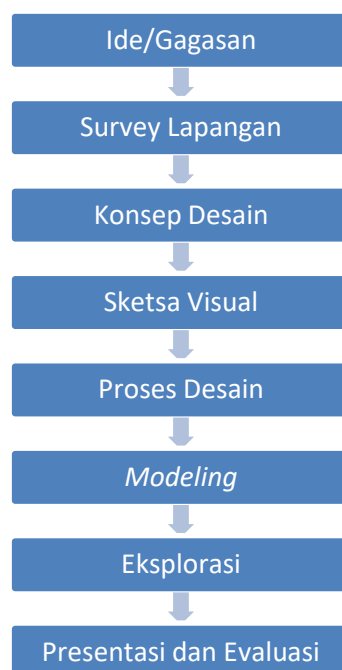 Ide/Gagasan
Survey Lapangan
Konsep Desain
Sketsa Visual
Proses Desain
Modeling
Eksplorasi
Presentasi dan Evaluasi